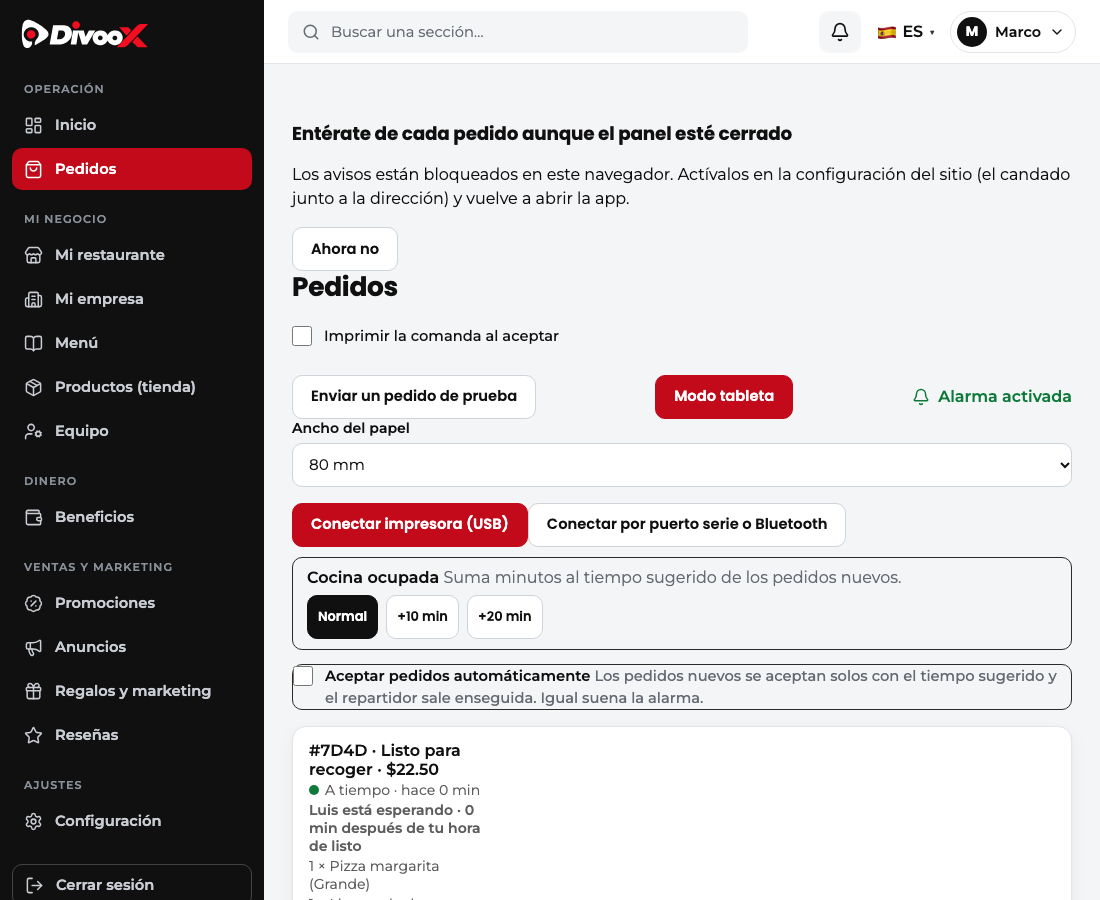 DivooX
OPERACIÓN
Inicio
Pedidos
MI NEGOCIO
Mi restaurante
Mi empresa
Menú
Productos (tienda)
Equipo
DINERO
Beneficios
VENTAS Y MARKETING
Promociones
Anuncios
Regalos y marketing
Reseñas
AJUSTES
Configuración
Cerrar sesión
Buscar una sección...
ES
M Marco
Entérate de cada pedido aunque el panel esté cerrado
Los avisos están bloqueados en este navegador. Actívalos en la configuración del sitio (el candado
junto a la dirección) y vuelve a abrir la app.
Ahora no
Pedidos
Imprimir la comanda al aceptar
Enviar un pedido de prueba
Modo tableta
Alarma activada
Ancho del papel
80 mm
Conectar impresora (USB)
Conectar por puerto serie o Bluetooth
Cocina ocupada Suma minutos al tiempo sugerido de los pedidos nuevos.
Normal
+10 min
+20 min
Aceptar pedidos automáticamente Los pedidos nuevos se aceptan solos con el tiempo sugerido y
el repartidor sale enseguida. Igual suena la alarma.
#7D4D · Listo para
recoger · $22.50
A tiempo · hace 0 min
Luis está esperando · 0
min después de tu hora
de listo
1 × Pizza margarita
(Grande)